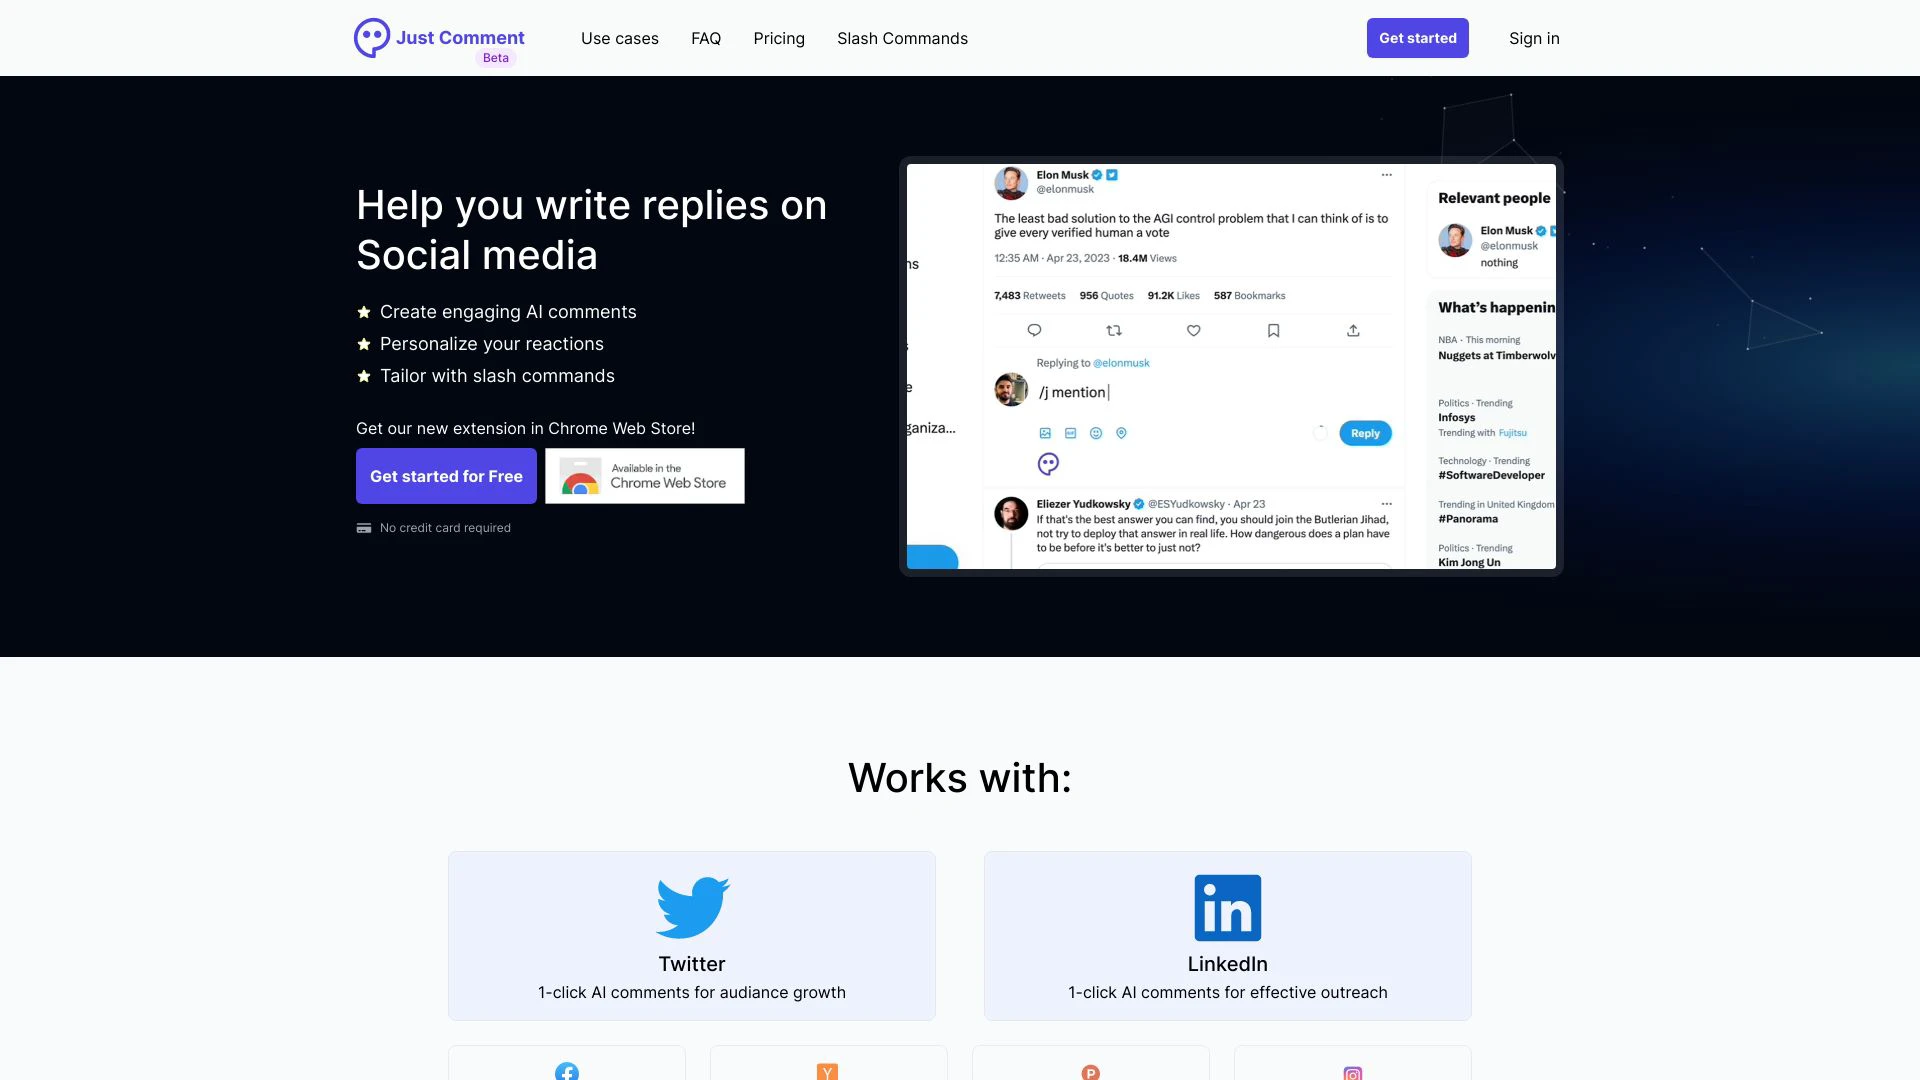 Just Comment
Beta
Use cases
FAQ
Pricing
Slash Commands
Get started
Sign in
Help you write replies on
Social media
Create engaging AI comments
Personalize your reactions
Tailor with slash commands
Get our new extension in Chrome Web Store!
Get started for Free
Available in the
Chrome Web Store
No credit card required
ns
s
e
ganiza...
Elon Musk
@elonmusk
The least bad solution to the AGI control problem that I can think of is to
give every verified human a vote
12:35 AM · Apr 23, 2023 · 18.4M Views
7,483 Retweets 956 Quotes 91.2K Likes 587 Bookmarks
Replying to @elonmusk
/j mention
Reply
Eliezer Yudkowsky @ESYudkowsky · Apr 23
If that's the best answer you can find, you should join the Butlerian Jihad,
not try to deploy that answer in real life. How dangerous does a plan have
to be before it's better to just not?
Relevant people
Elon Musk
@elonmusk
nothing
What's happenin
NBA · This morning
Nuggets at Timberwolv
Politics · Trending
Infosys
Trending with Fujitsu
Technology · Trending
#SoftwareDeveloper
Trending in United Kingdom
#Panorama
Politics · Trending
Kim Jong Un
Works with:
Twitter
1-click AI comments for audiance growth
in
LinkedIn
1-click AI comments for effective outreach
f
Y
P